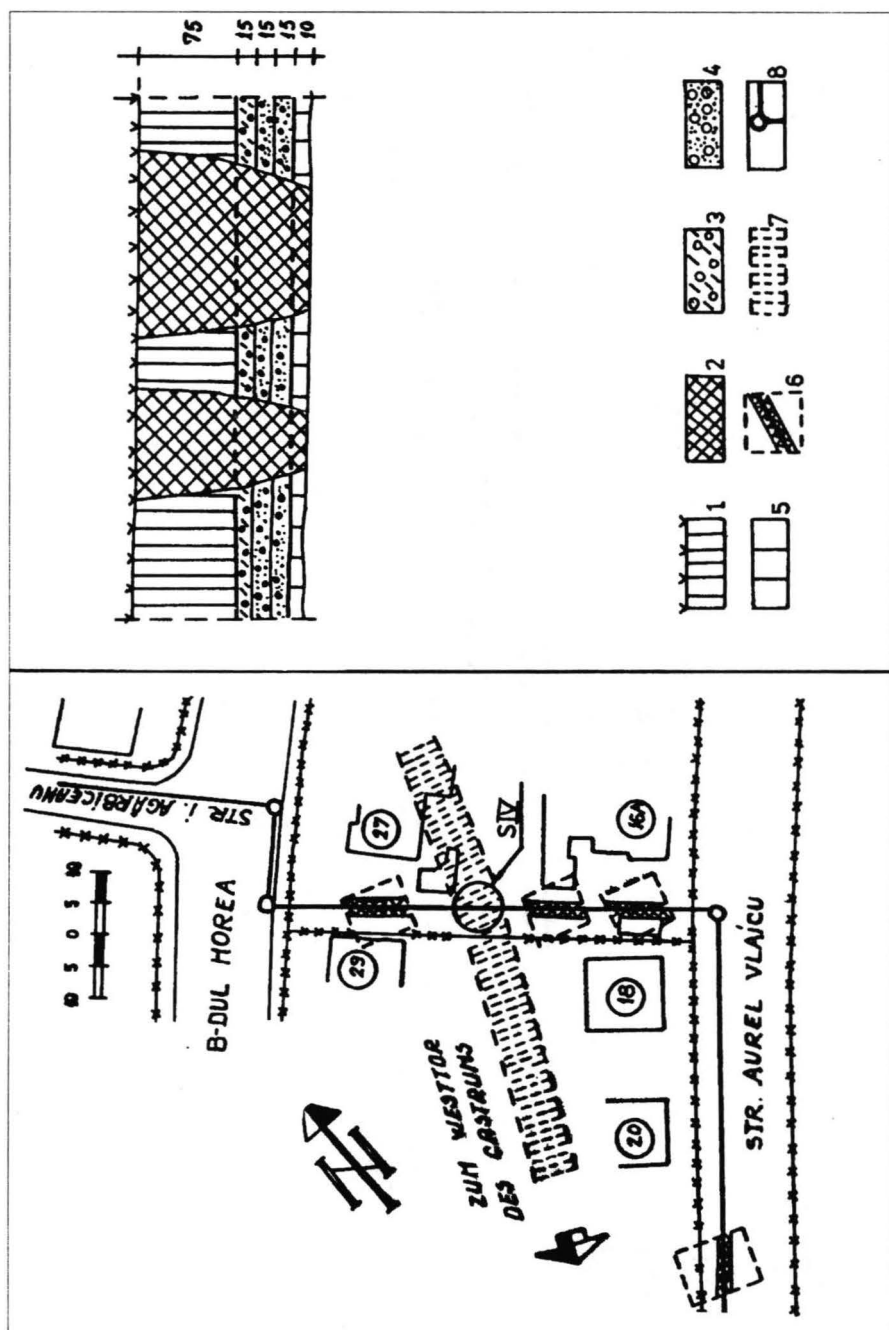 STR. I. AGÂRBICEANU
B-DUL HOREA
10 5 0 5 10
27
29
SIV
16A
18
20
ZUM WESTTOR
DES CASTRUMS
STR. AUREL VLAICU
75
15
15
15
10
1
2
3
4
5
6
7
8